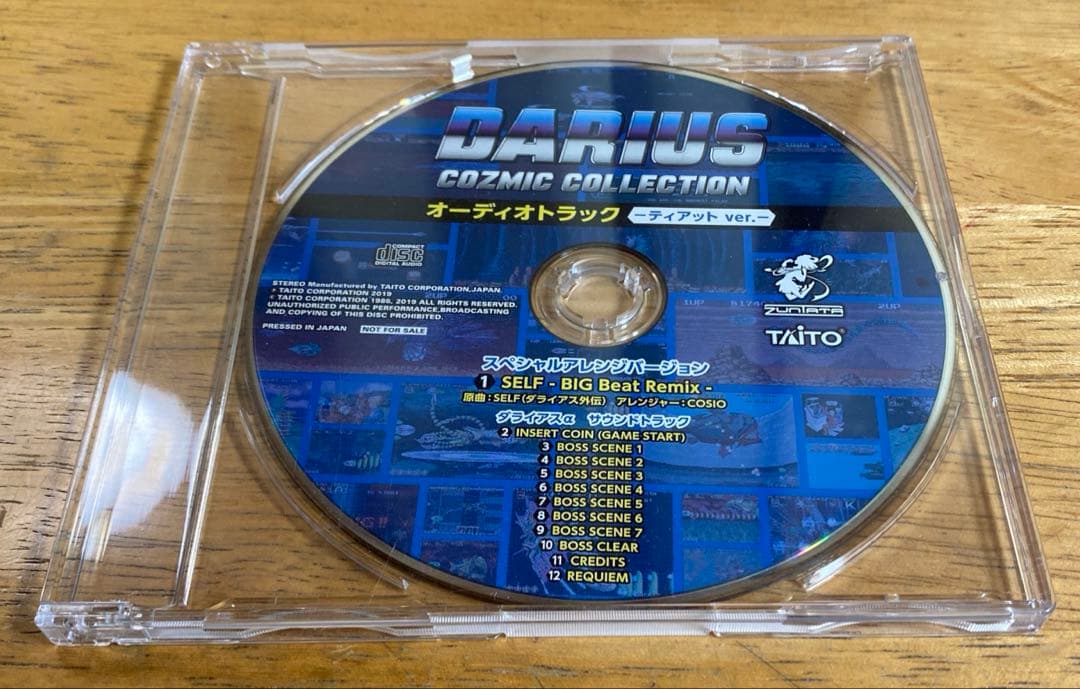 DARIUS
COZMIC COLLECTION
オーディオトラック －ティアット ver.－
COMPACT
disc
DIGITAL AUDIO
STEREO Manufactured by TAITO CORPORATION,JAPAN.
℗ TAITO CORPORATION 2019
© TAITO CORPORATION 1986, 2019 ALL RIGHTS RESERVED.
UNAUTHORIZED PUBLIC PERFORMANCE,BROADCASTING
AND COPYING OF THIS DISC PROHIBITED.
PRESSED IN JAPAN NOT FOR SALE
ZUNTATA
TAITO®
スペシャルアレンジバージョン
1 SELF - BIG Beat Remix -
原曲：SELF（ダライアス外伝） アレンジャー：COSIO
ダライアスα サウンドトラック
2 INSERT COIN (GAME START)
3 BOSS SCENE 1
4 BOSS SCENE 2
5 BOSS SCENE 3
6 BOSS SCENE 4
7 BOSS SCENE 5
8 BOSS SCENE 6
9 BOSS SCENE 7
10 BOSS CLEAR
11 CREDITS
12 REQUIEM
1UP
2UP